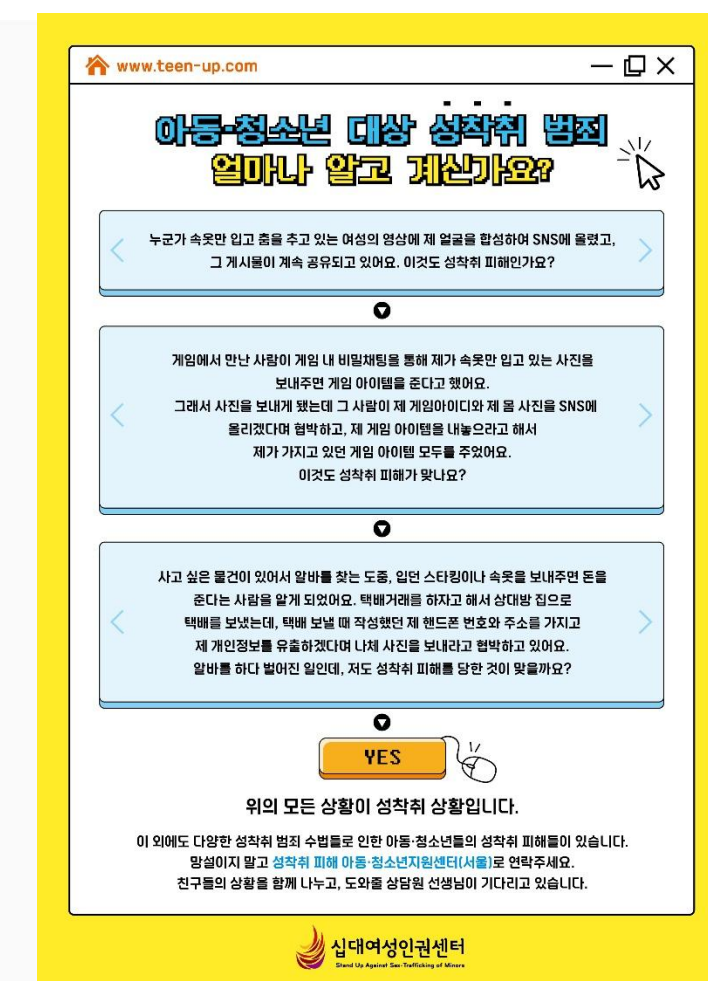 www.teen-up.com
아동·청소년 대상 성착취 범죄
얼마나 알고 계신가요?
누군가 속옷만 입고 춤을 추고 있는 여성의 영상에 제 얼굴을 합성하여 SNS에 올렸고,
그 게시물이 계속 공유되고 있어요. 이것도 성착취 피해인가요?
게임에서 만난 사람이 게임 내 비밀채팅을 통해 제가 속옷만 입고 있는 사진을
보내주면 게임 아이템을 준다고 했어요.
그래서 사진을 보내게 됐는데 그 사람이 제 게임아이디와 제 몸 사진을 SNS에
올리겠다며 협박하고, 제 게임 아이템을 내놓으라고 해서
제가 가지고 있던 게임 아이템 모두를 주었어요.
이것도 성착취 피해가 맞나요?
사고 싶은 물건이 있어서 알바를 찾는 도중, 입던 스타킹이나 속옷을 보내주면 돈을
준다는 사람을 알게 되었어요. 택배거래를 하자고 해서 상대방 집으로
택배를 보냈는데, 택배 보낼 때 작성했던 제 핸드폰 번호와 주소를 가지고
제 개인정보를 유출하겠다며 나체 사진을 보내라고 협박하고 있어요.
알바를 하다 벌어진 일인데, 저도 성착취 피해를 당한 것이 맞을까요?
YES
위의 모든 상황이 성착취 상황입니다.
이 외에도 다양한 성착취 범죄 수법들로 인한 아동·청소년들의 성착취 피해들이 있습니다.
망설이지 말고 성착취 피해 아동·청소년지원센터(서울)로 연락주세요.
친구들의 상황을 함께 나누고, 도와줄 상담원 선생님이 기다리고 있습니다.
십대여성인권센터
Stand Up Against Sex-Trafficking of Minors